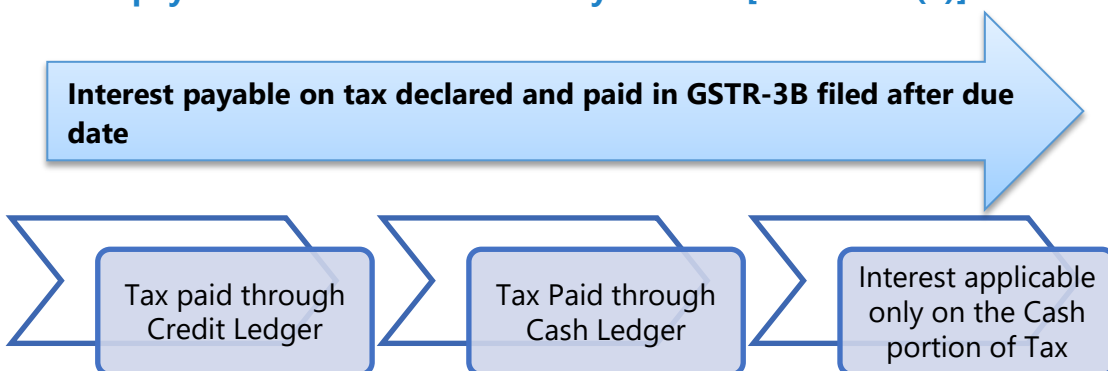 Interest payable on tax declared and paid in GSTR-3B filed after due
date
Tax paid through
Credit Ledger
Tax Paid through
Cash Ledger
Interest applicable
only on the Cash
portion of Tax